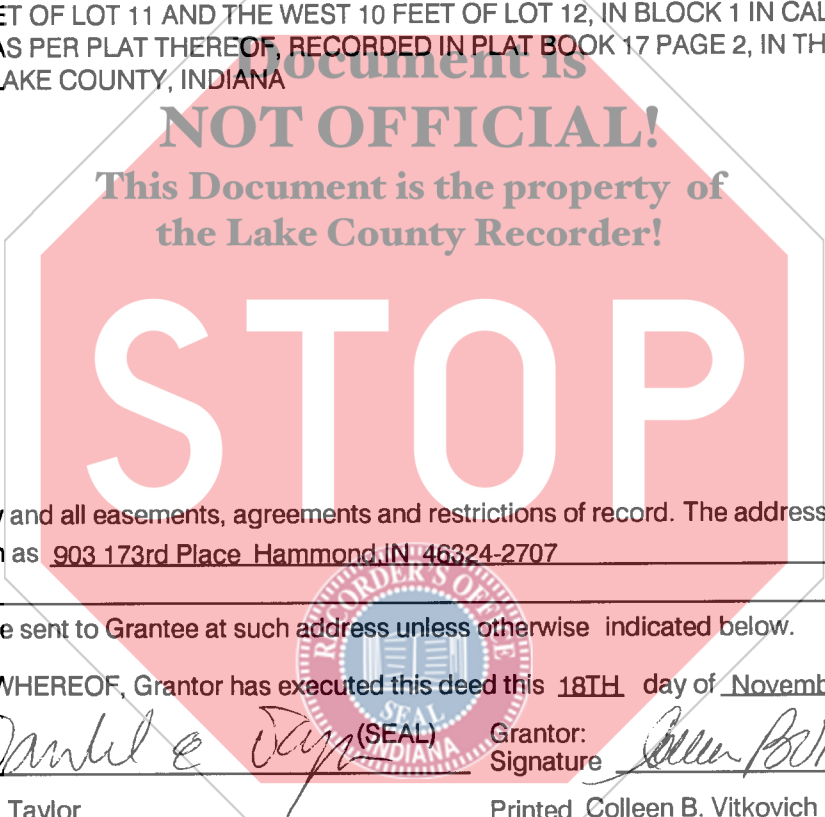 ET OF LOT 11 AND THE WEST 10 FEET OF LOT 12, IN BLOCK 1 IN CAL
AS PER PLAT THEREOF, RECORDED IN PLAT BOOK 17 PAGE 2, IN TH
LAKE COUNTY, INDIANA
Document is
NOT OFFICIAL!
This Document is the property of
the Lake County Recorder!
STOP
y and all easements, agreements and restrictions of record. The address
n as 903 173rd Place Hammond,IN 46324-2707
e sent to Grantee at such address unless otherwise indicated below.
WHEREOF, Grantor has executed this deed this 18TH day of Novemb
RECORDER'S OFFICE
SEAL
INDIANA
Daniel E Taylor (SEAL) Grantor:
Signature Colleen B
Taylor Printed Colleen B. Vitkovich